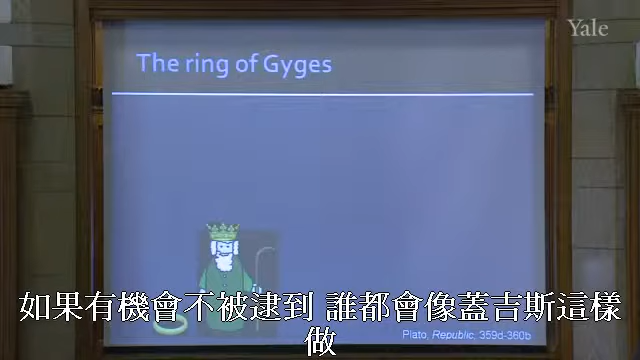 Yale
The ring of Gyges
如果有機會不被逮到 誰都會像蓋吉斯這樣
做
Plato, Republic, 359d-360b